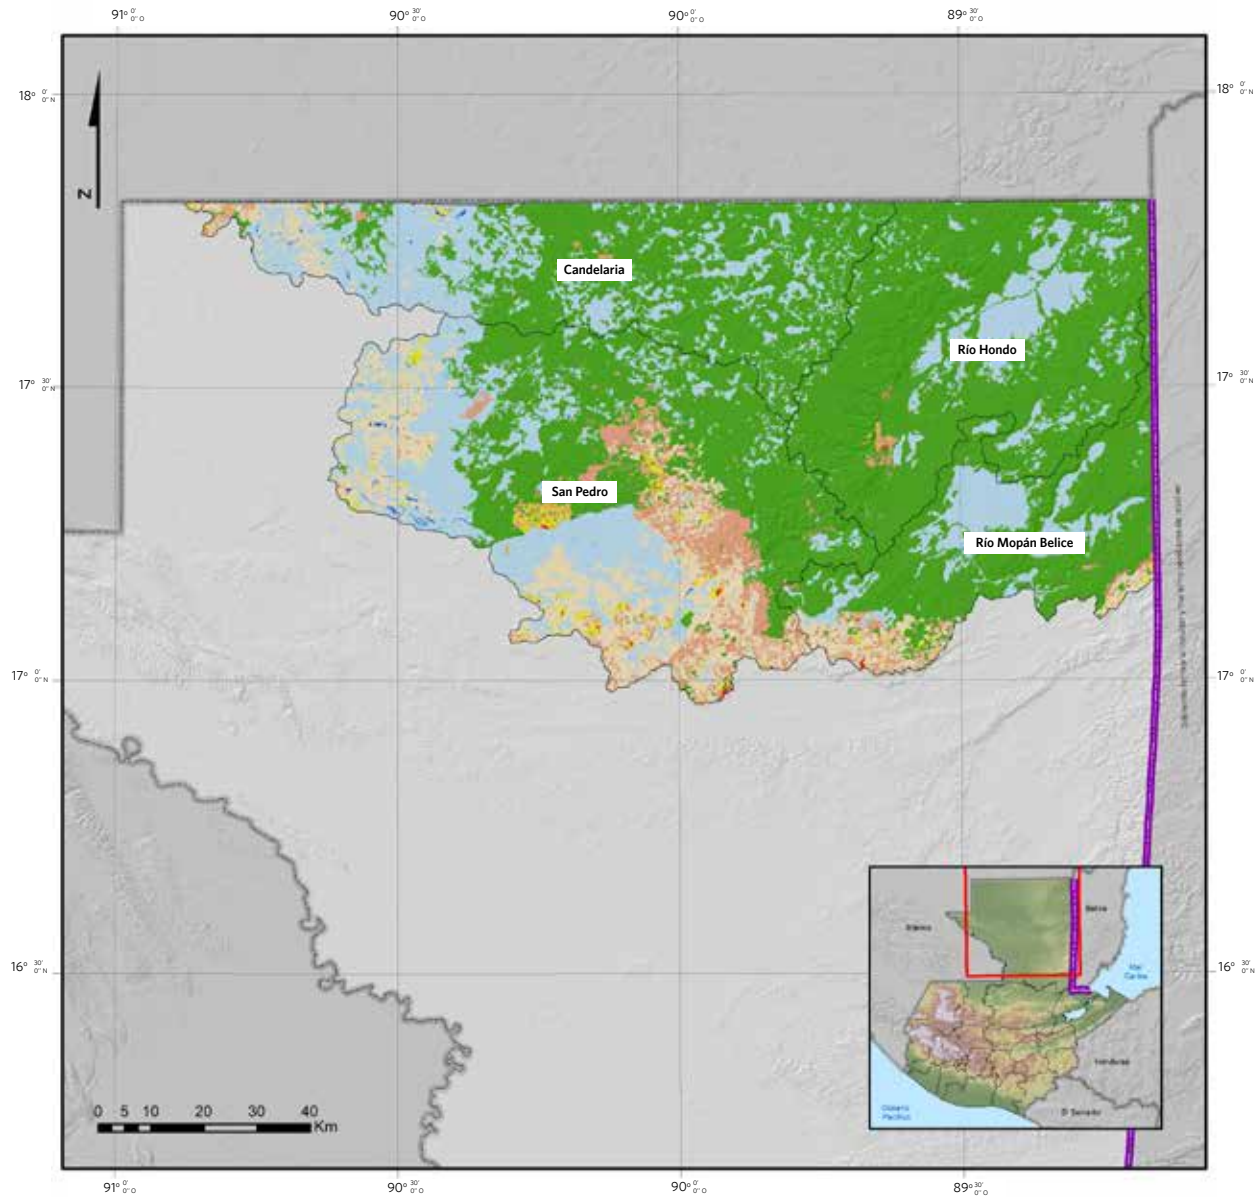 91° 0' 0" O
90° 30' 0" O
90° 0' 0" O
89° 30' 0" O
18° 0' 0" N
18° 0' 0" N
N
Candelaria
Río Hondo
17° 30' 0" N
17° 30' 0" N
San Pedro
Río Mopán Belice
17° 0' 0" N
17° 0' 0" N
Belice
México
Mar
Caribe
16° 30' 0" N
16° 30' 0" N
Honduras
Océano
Pacífico
El Salvador
0 5 10 20 30 40
Km
91° 0' 0" O
90° 30' 0" O
90° 0' 0" O
89° 30' 0" O